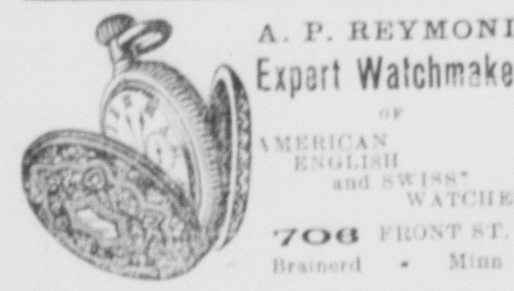 A. P. REYMON
Expert Watchmake
OF
AMERICAN
ENGLISH
and SWISS
WATCHE
706 FRONT ST.
Brainerd - Minn